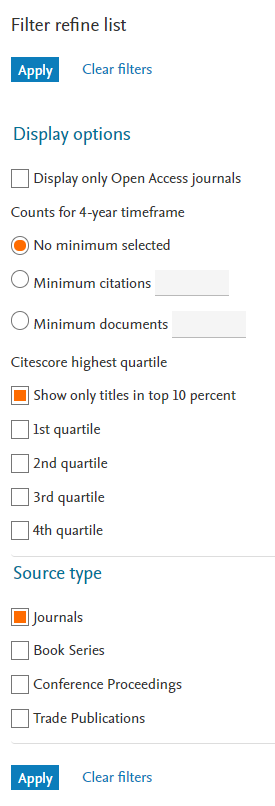 Filter refine list
Apply Clear filters
Display options
Display only Open Access journals
Counts for 4-year timeframe
No minimum selected
Minimum citations
Minimum documents
Citescore highest quartile
Show only titles in top 10 percent
1st quartile
2nd quartile
3rd quartile
4th quartile
Source type
Journals
Book Series
Conference Proceedings
Trade Publications
Apply Clear filters